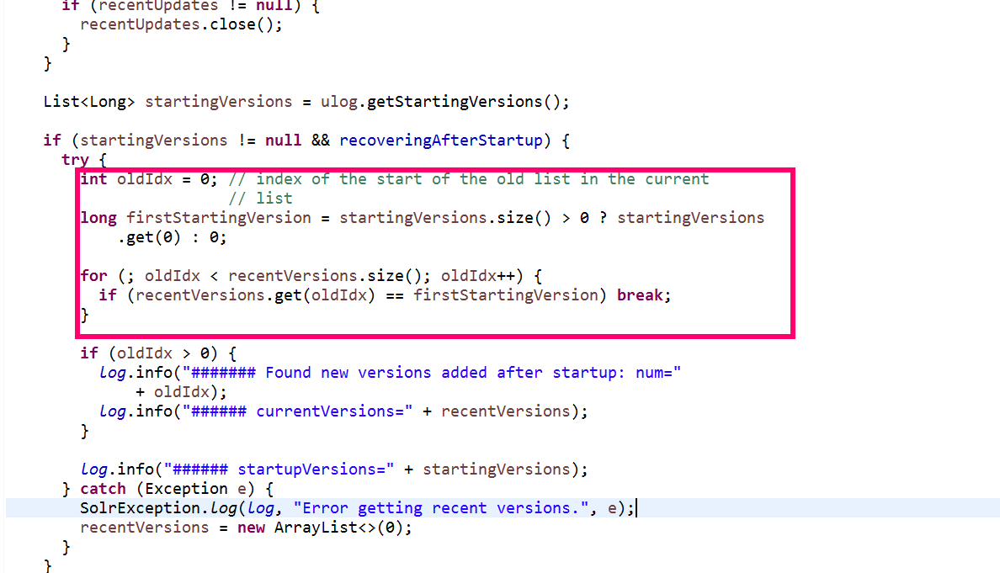 if (recentUpdates != null) {
recentUpdates.close();
}
}
List<Long> startingVersions = ulog.getStartingVersions();
if (startingVersions != null && recoveringAfterStartup) {
try {
int oldIdx = 0; // index of the start of the old list in the current
// list
long firstStartingVersion = startingVersions.size() > 0 ? startingVersions
.get(0) : 0;
for (; oldIdx < recentVersions.size(); oldIdx++) {
if (recentVersions.get(oldIdx) == firstStartingVersion) break;
}
if (oldIdx > 0) {
log.info("####### Found new versions added after startup: num="
+ oldIdx);
log.info("###### currentVersions=" + recentVersions);
}
log.info("###### startupVersions=" + startingVersions);
} catch (Exception e) {
SolrException.log(log, "Error getting recent versions.", e);
recentVersions = new ArrayList<>(0);
}
}